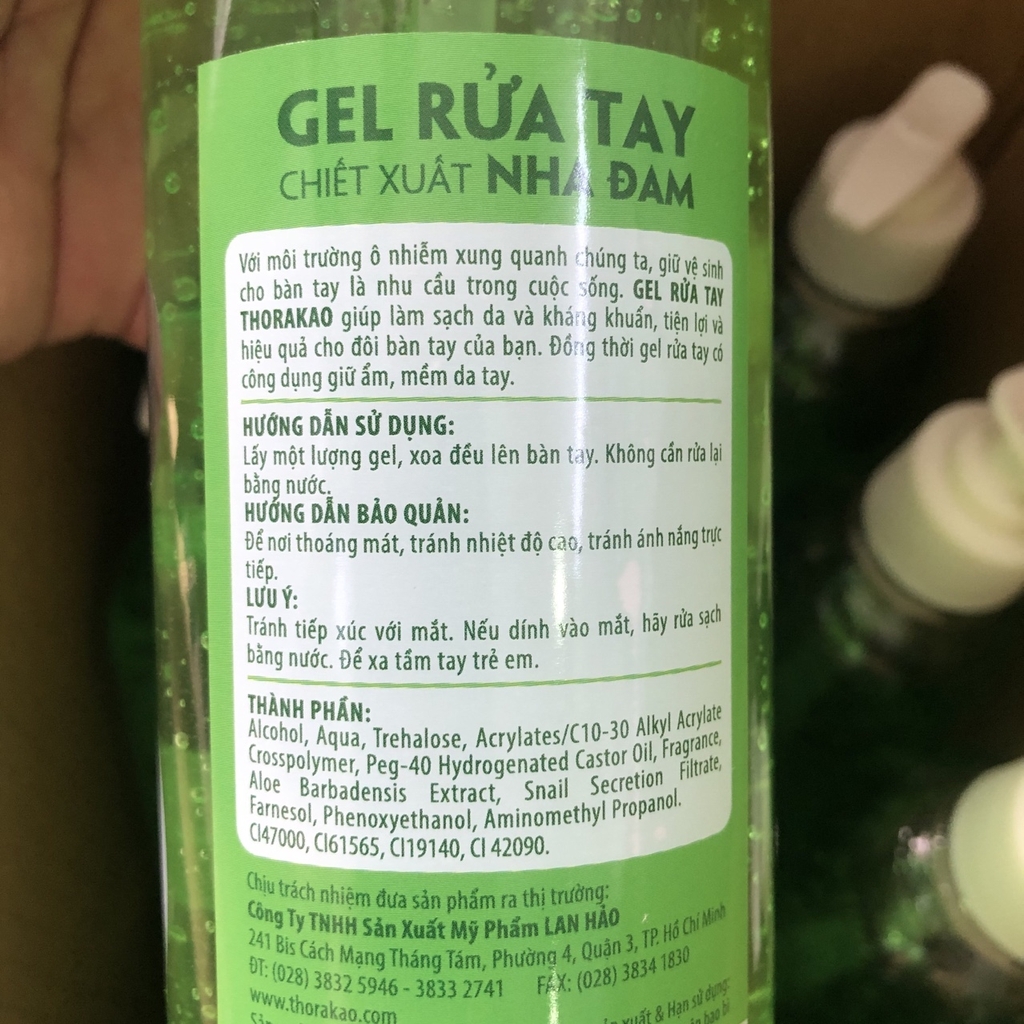 GEL RỬA TAY
CHIẾT XUẤT NHA ĐAM
Với môi trường ô nhiễm xung quanh chúng ta, giữ vệ sinh
cho bàn tay là nhu cầu trong cuộc sống. GEL RỬA TAY
THORAKAO giúp làm sạch da và kháng khuẩn, tiện lợi và
hiệu quả cho đôi bàn tay của bạn. Đồng thời gel rửa tay có
công dụng giữ ẩm, mềm da tay.
HƯỚNG DẪN SỬ DỤNG:
Lấy một lượng gel, xoa đều lên bàn tay. Không cần rửa lại
bằng nước.
HƯỚNG DẪN BẢO QUẢN:
Để nơi thoáng mát, tránh nhiệt độ cao, tránh ánh nắng trực
tiếp.
LƯU Ý:
Tránh tiếp xúc với mắt. Nếu dính vào mắt, hãy rửa sạch
bằng nước. Để xa tầm tay trẻ em.
THÀNH PHẦN:
Alcohol, Aqua, Trehalose, Acrylates/C10-30 Alkyl Acrylate
Crosspolymer, Peg-40 Hydrogenated Castor Oil, Fragrance,
Aloe Barbadensis Extract, Snail Secretion Filtrate,
Farnesol, Phenoxyethanol, Aminomethyl Propanol.
CI47000, CI61565, CI19140, CI 42090.
Chịu trách nhiệm đưa sản phẩm ra thị trường:
Công Ty TNHH Sản Xuất Mỹ Phẩm LAN HẢO
241 Bis Cách Mạng Tháng Tám, Phường 4, Quận 3, TP. Hồ Chí Minh
ĐT: (028) 3832 5946 - 3833 2741 FAX: (028) 3834 1830
www.thorakao.com
xuất & Hạn sử dụng:
bao bì